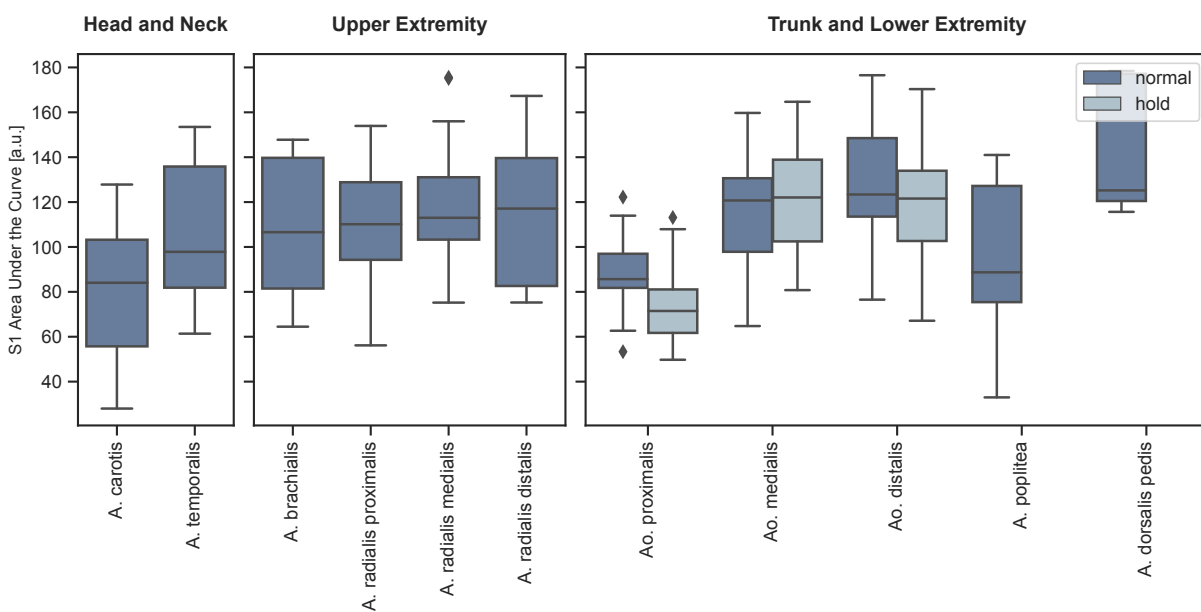 Head and Neck
Upper Extremity
Trunk and Lower Extremity
S1 Area Under the Curve [a.u.]
180
160
140
120
100
80
60
40
normal
hold
A. carotis
A. temporalis
A. brachialis
A. radialis proximalis
A. radialis medialis
A. radialis distalis
Ao. proximalis
Ao. medialis
Ao. distalis
A. poplitea
A. dorsalis pedis